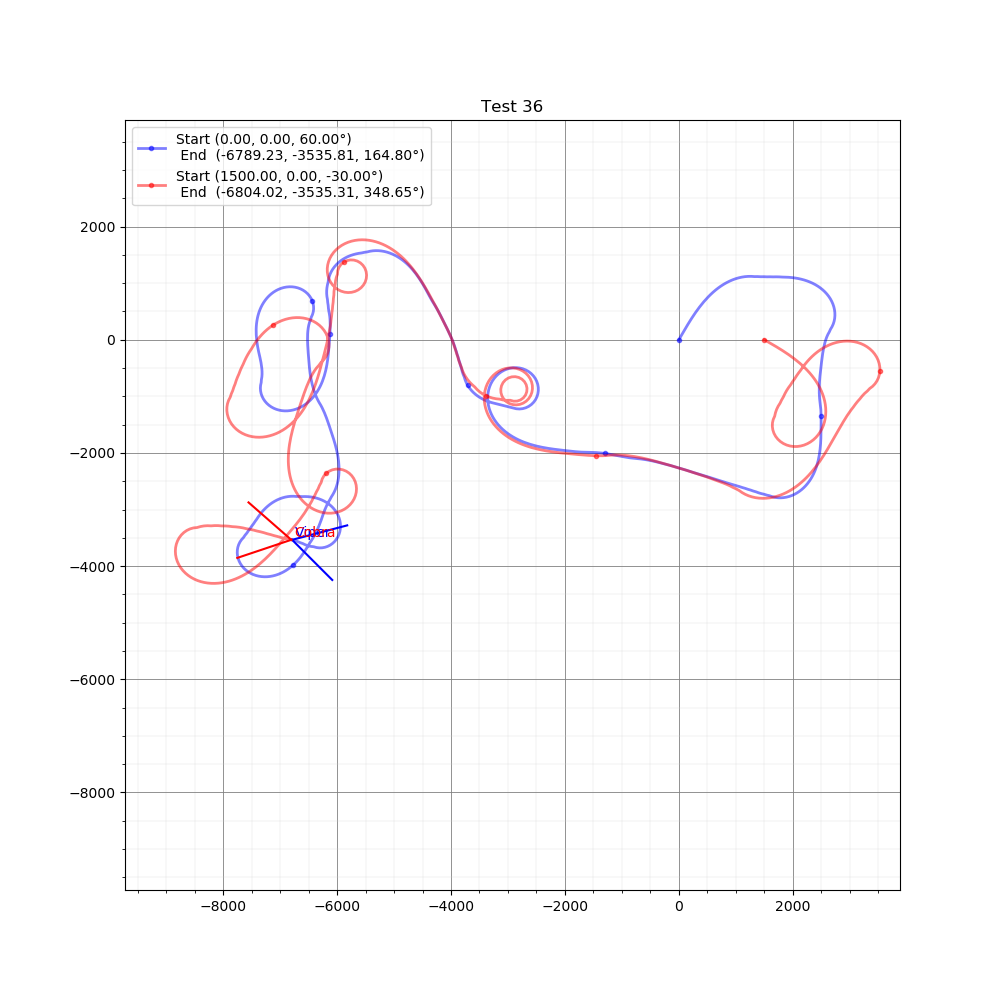 Test 36
Start (0.00, 0.00, 60.00°)
End (-6789.23, -3535.81, 164.80°)
Start (1500.00, 0.00, -30.00°)
End (-6804.02, -3535.31, 348.65°)
2000
0
−2000
−4000
−6000
−8000
−8000 −6000 −4000 −2000 0 2000